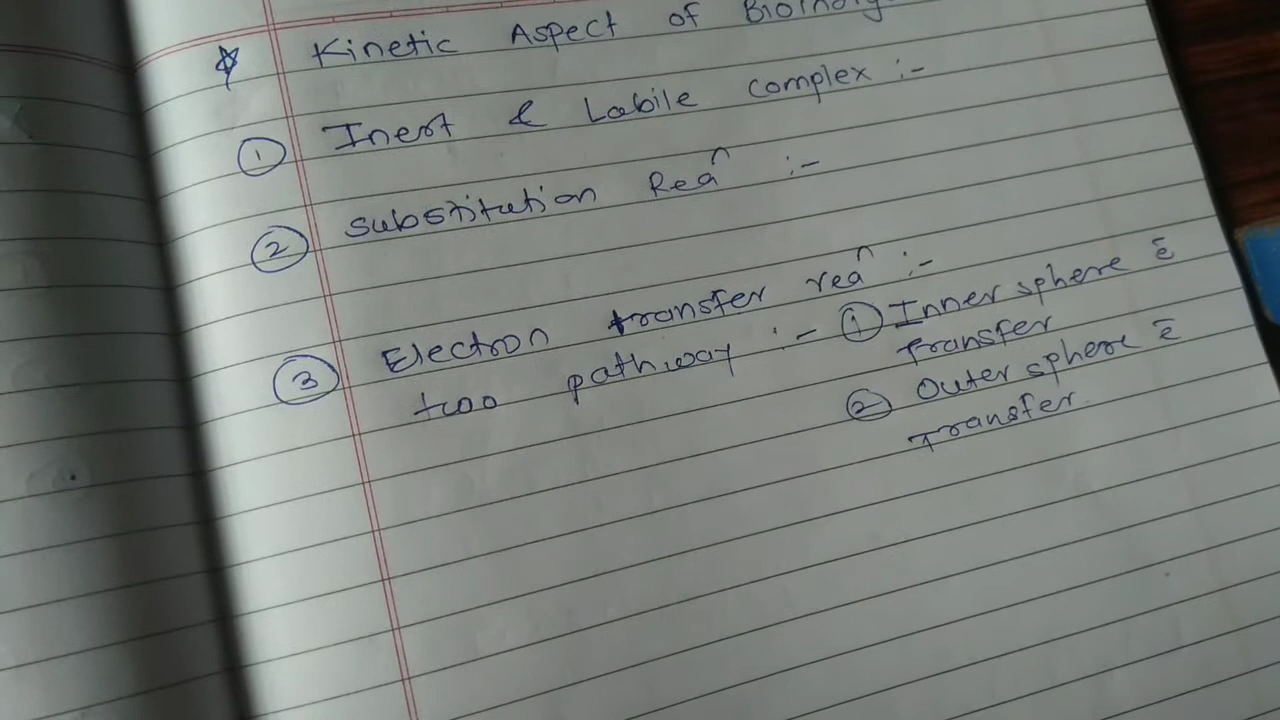 ☆ Kinetic Aspect of
① Inert & Labile complex :-
② substitution Reaⁿ :-
③ Electron transfer reaⁿ :-
two pathway :- ① Inner sphere ē
transfer
② Outer sphere ē
Transfer